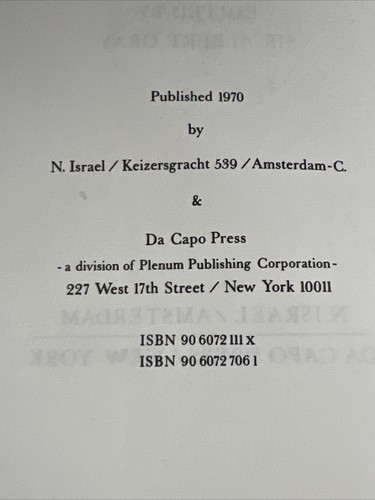 Published 1970
by
N. Israel / Keizersgracht 539 / Amsterdam-C.
&
Da Capo Press
- a division of Plenum Publishing Corporation -
227 West 17th Street / New York 10011
ISBN 90 6072 111 X
ISBN 90 6072 706 1